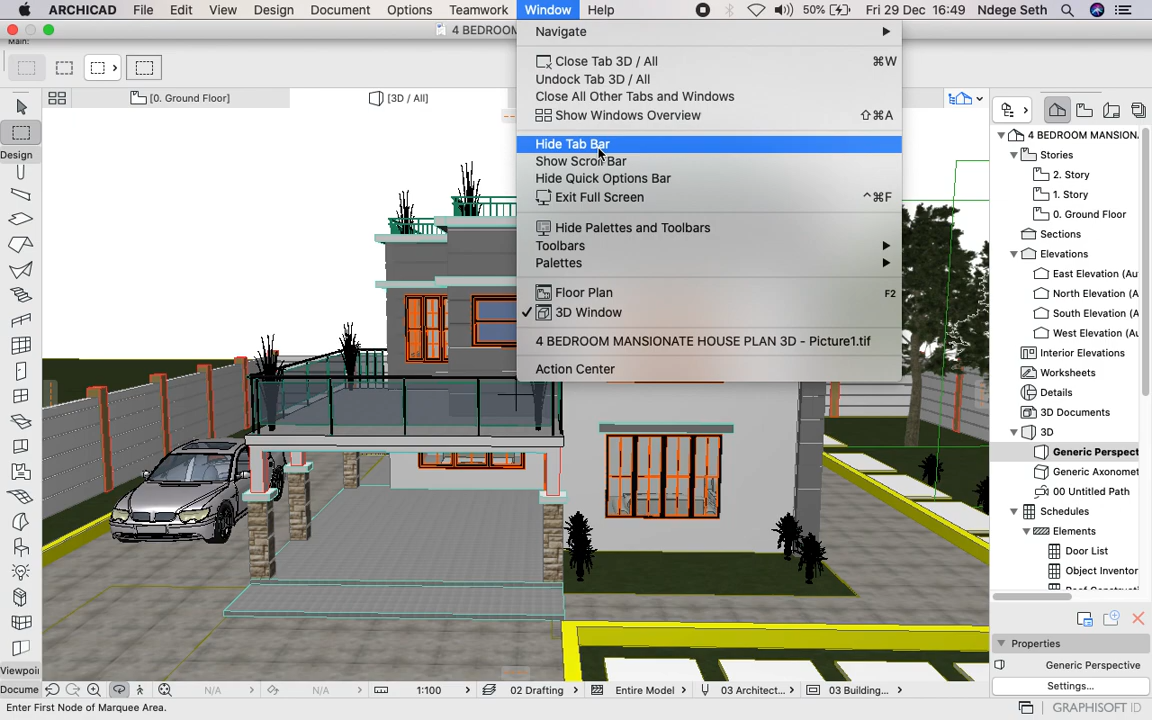 ARCHICAD File Edit View Design Document Options Teamwork Window Help 50% Fri 29 Dec 16:49 Ndege Seth
4 BEDROOM
Main:
[0. Ground Floor] [3D / All]
Navigate
Close Tab 3D / All ⌘W
Undock Tab 3D / All
Close All Other Tabs and Windows
Show Windows Overview ⇧⌘A
Hide Tab Bar
Show Scroll Bar
Hide Quick Options Bar
Exit Full Screen ^⌘F
Hide Palettes and Toolbars
Toolbars
Palettes
Floor Plan F2
3D Window
4 BEDROOM MANSIONATE HOUSE PLAN 3D - Picture1.tif
Action Center
Design
Viewpoi
Docume
4 BEDROOM MANSION
Stories
2. Story
1. Story
0. Ground Floor
Sections
Elevations
East Elevation (Au
North Elevation (A
South Elevation (A
West Elevation (Au
Interior Elevations
Worksheets
Details
3D Documents
3D
Generic Perspect
Generic Axonomet
00 Untitled Path
Schedules
Elements
Door List
Object Inventor
Properties
Generic Perspective
Settings...
N/A N/A 1:100 02 Drafting Entire Model 03 Architect... 03 Building...
Enter First Node of Marquee Area.
GRAPHISOFT ID